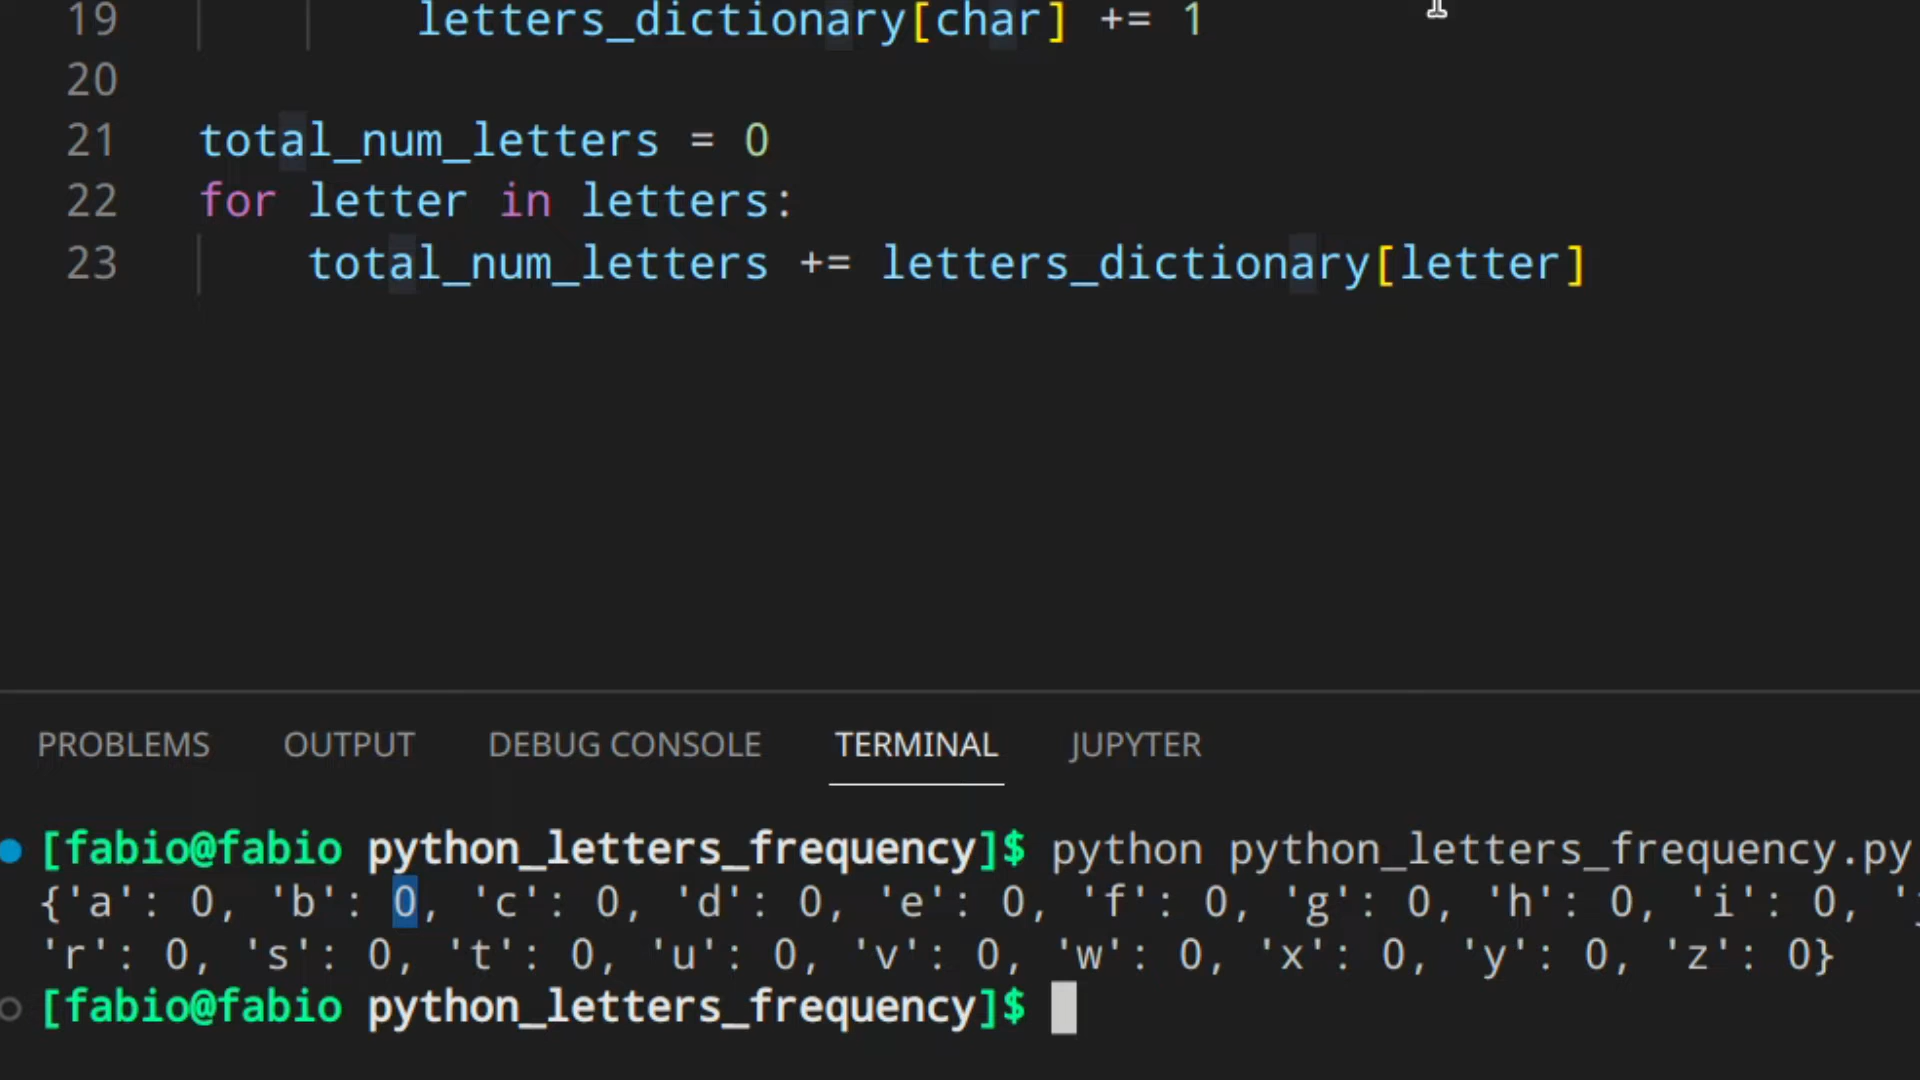 19 letters_dictionary[char] += 1
20
21 total_num_letters = 0
22 for letter in letters:
23 total_num_letters += letters_dictionary[letter]
PROBLEMS OUTPUT DEBUG CONSOLE TERMINAL JUPYTER
[fabio@fabio python_letters_frequency]$ python python_letters_frequency.py
{'a': 0, 'b': 0, 'c': 0, 'd': 0, 'e': 0, 'f': 0, 'g': 0, 'h': 0, 'i': 0, '
'r': 0, 's': 0, 't': 0, 'u': 0, 'v': 0, 'w': 0, 'x': 0, 'y': 0, 'z': 0}
[fabio@fabio python_letters_frequency]$